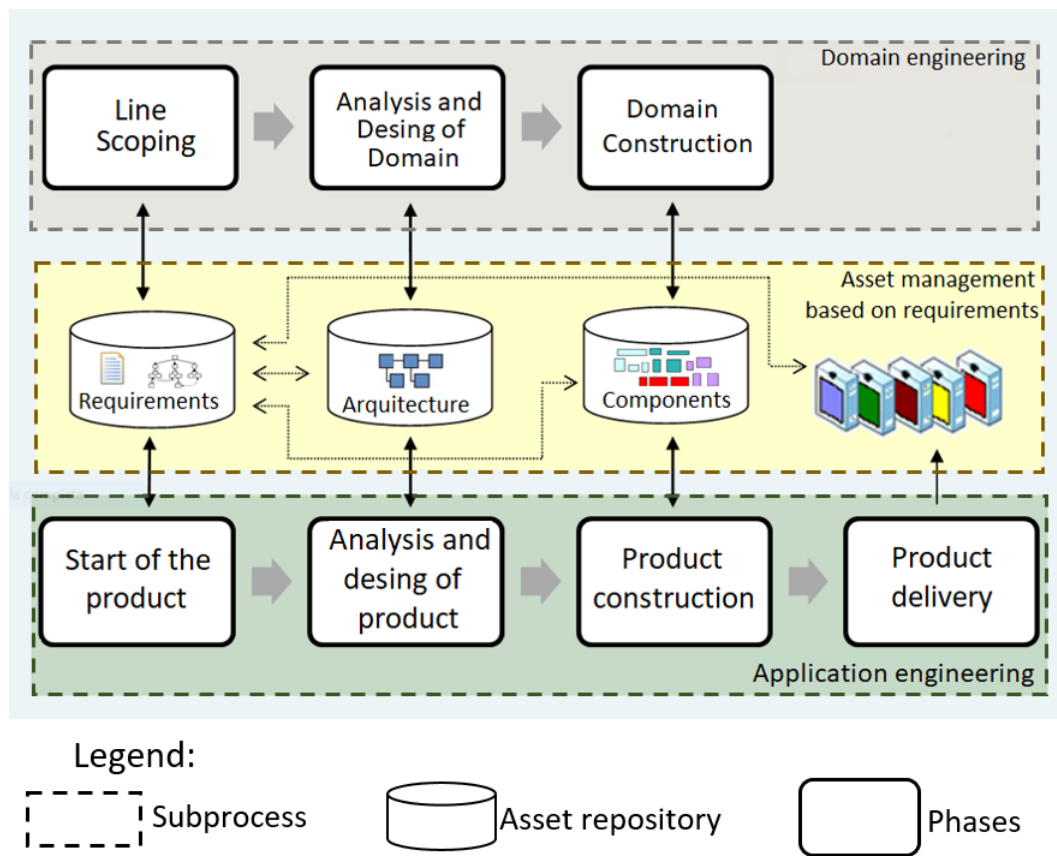 Domain engineering
Line
Scoping
Analysis and
Desing of
Domain
Domain
Construction
Asset management
based on requirements
Requirements
Arquitecture
Components
Start of the
product
Analysis and
desing of
product
Product
construction
Product
delivery
Application engineering
Legend:
Subprocess
Asset repository
Phases